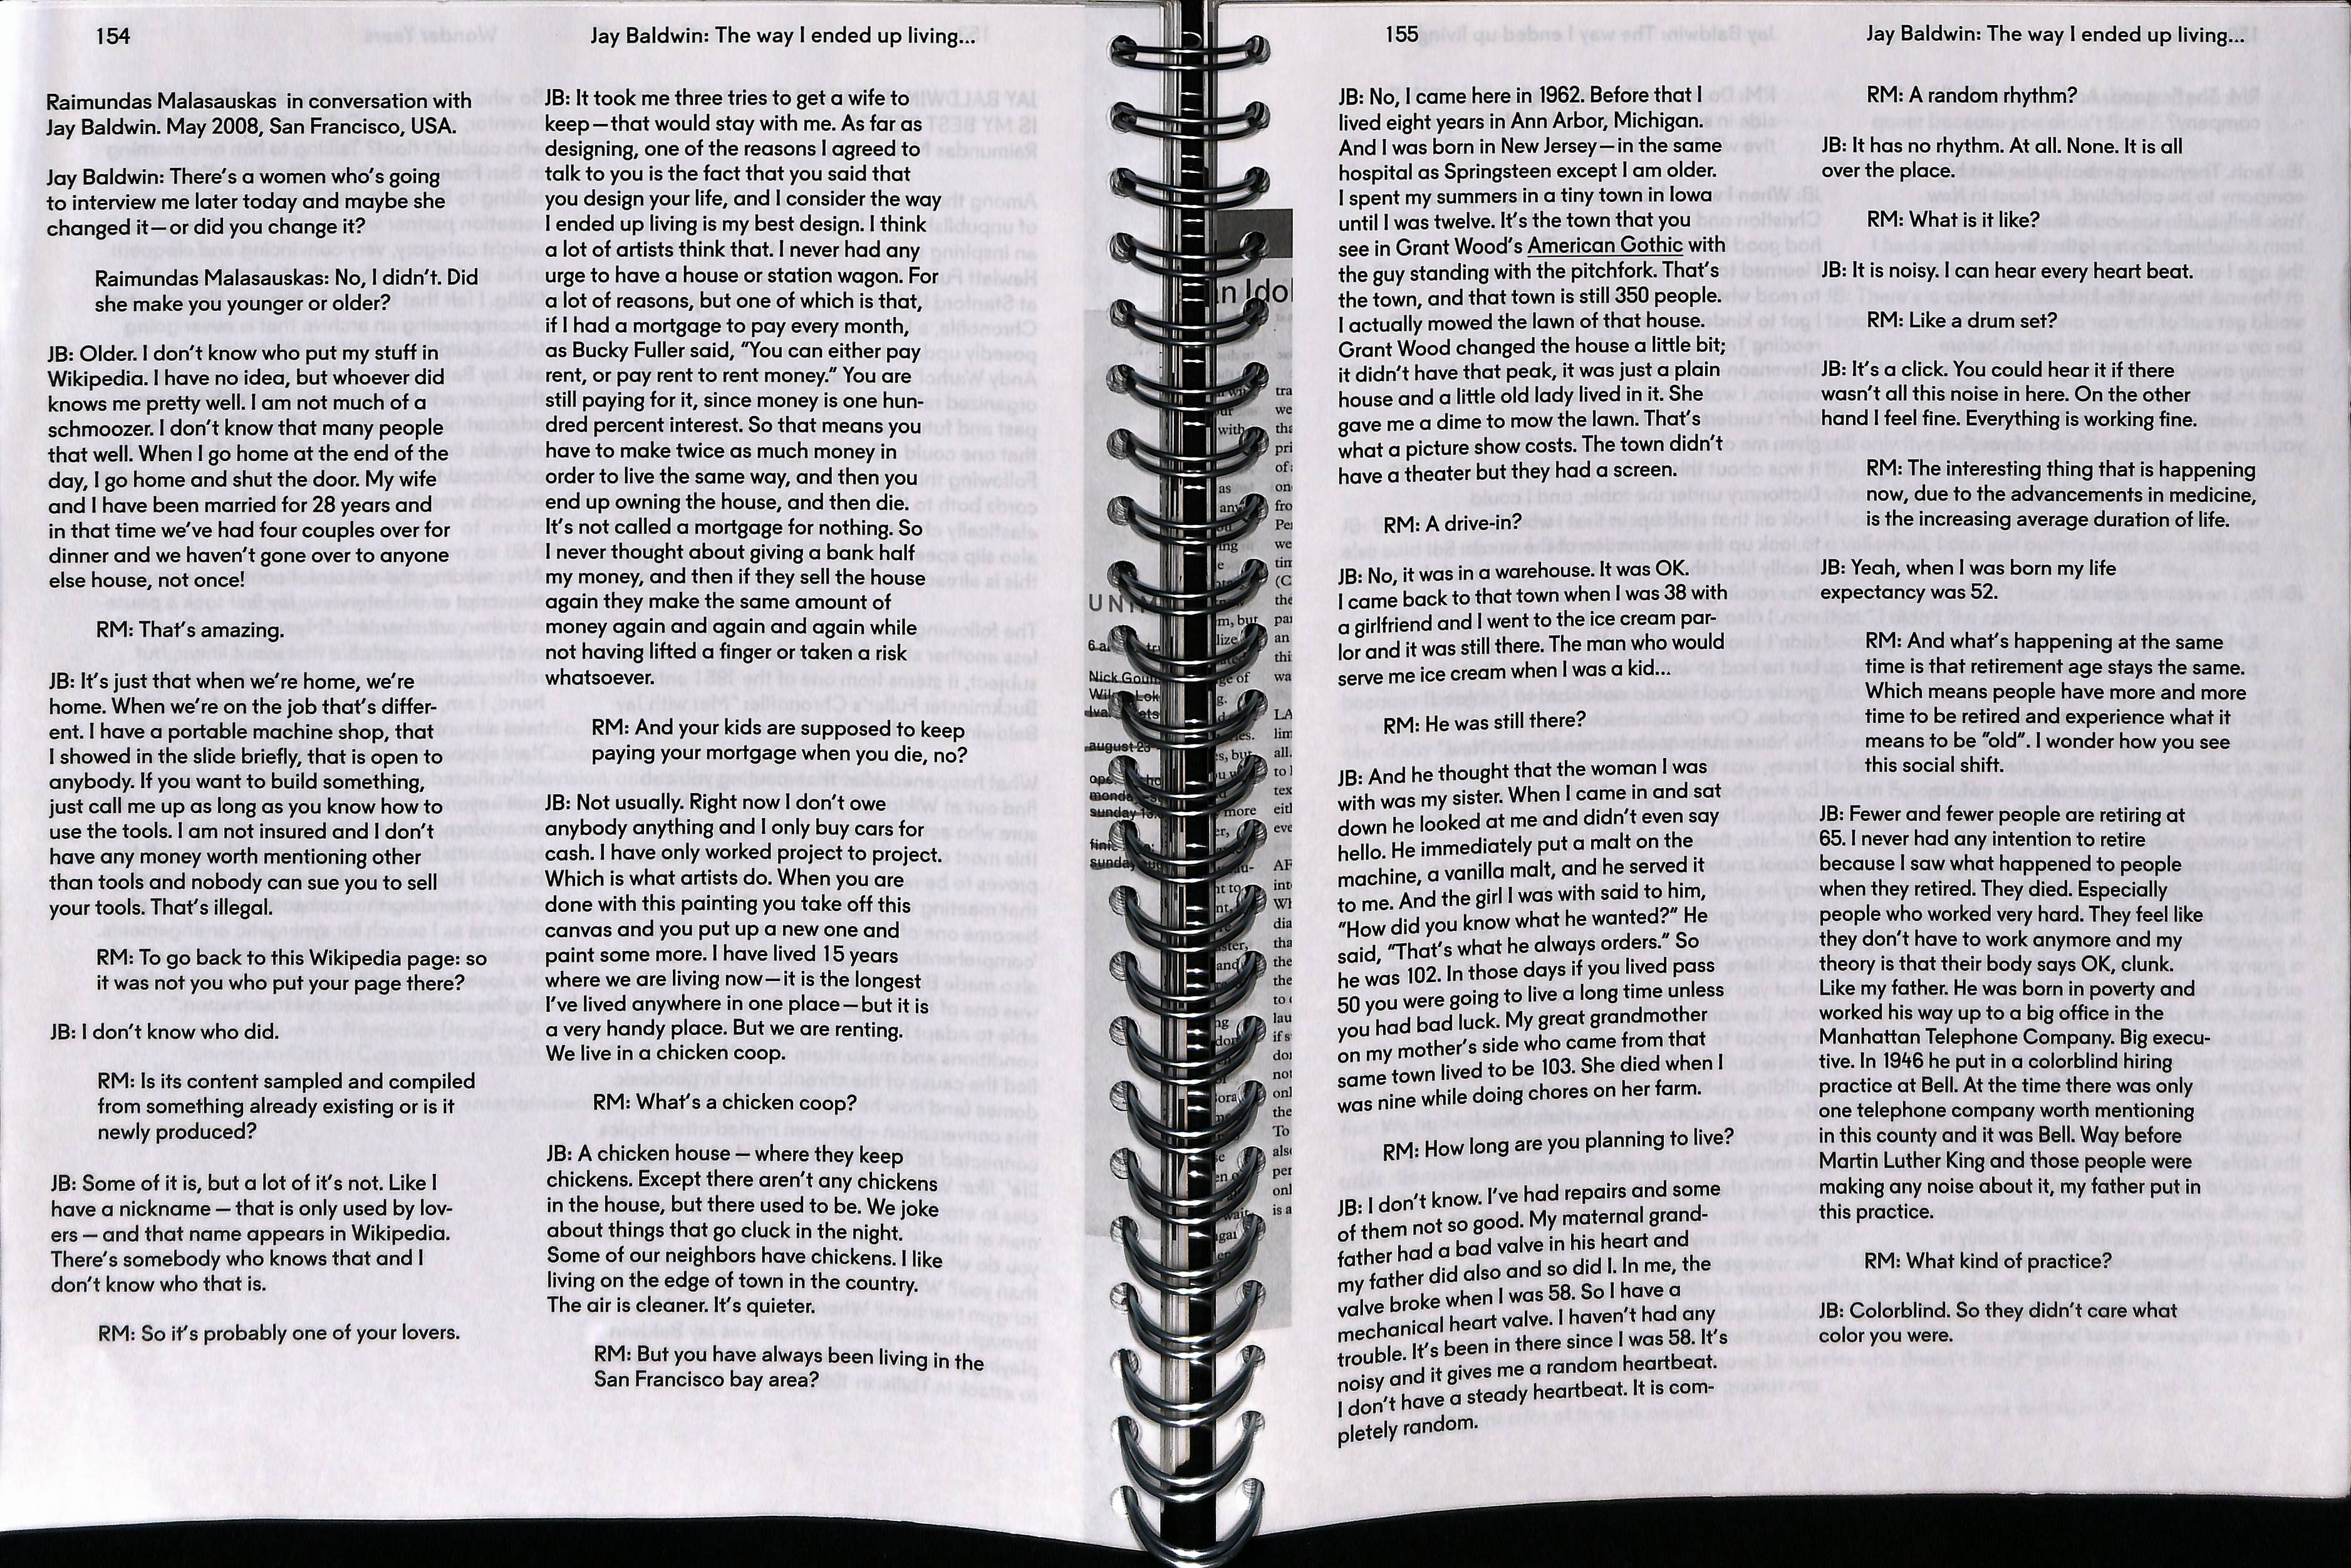 154
Jay Baldwin: The way I ended up living...
Raimundas Malasauskas in conversation with
Jay Baldwin. May 2008, San Francisco, USA.
Jay Baldwin: There's a women who's going
to interview me later today and maybe she
changed it—or did you change it?
Raimundas Malasauskas: No, I didn't. Did
she make you younger or older?
JB: Older. I don't know who put my stuff in
Wikipedia. I have no idea, but whoever did
knows me pretty well. I am not much of a
schmoozer. I don't know that many people
that well. When I go home at the end of the
day, I go home and shut the door. My wife
and I have been married for 28 years and
in that time we've had four couples over for
dinner and we haven't gone over to anyone
else house, not once!
RM: That's amazing.
JB: It's just that when we're home, we're
home. When we're on the job that's differ-
ent. I have a portable machine shop, that
I showed in the slide briefly, that is open to
anybody. If you want to build something,
just call me up as long as you know how to
use the tools. I am not insured and I don't
have any money worth mentioning other
than tools and nobody can sue you to sell
your tools. That's illegal.
RM: To go back to this Wikipedia page: so
it was not you who put your page there?
JB: I don't know who did.
RM: Is its content sampled and compiled
from something already existing or is it
newly produced?
JB: Some of it is, but a lot of it's not. Like I
have a nickname — that is only used by lov-
ers — and that name appears in Wikipedia.
There's somebody who knows that and I
don't know who that is.
RM: So it's probably one of your lovers.
JB: It took me three tries to get a wife to
keep—that would stay with me. As far as
designing, one of the reasons I agreed to
talk to you is the fact that you said that
you design your life, and I consider the way
I ended up living is my best design. I think
a lot of artists think that. I never had any
urge to have a house or station wagon. For
a lot of reasons, but one of which is that,
if I had a mortgage to pay every month,
as Bucky Fuller said, "You can either pay
rent, or pay rent to rent money." You are
still paying for it, since money is one hun-
dred percent interest. So that means you
have to make twice as much money in
order to live the same way, and then you
end up owning the house, and then die.
It's not called a mortgage for nothing. So
I never thought about giving a bank half
my money, and then if they sell the house
again they make the same amount of
money again and again and again while
not having lifted a finger or taken a risk
whatsoever.
RM: And your kids are supposed to keep
paying your mortgage when you die, no?
JB: Not usually. Right now I don't owe
anybody anything and I only buy cars for
cash. I have only worked project to project.
Which is what artists do. When you are
done with this painting you take off this
canvas and you put up a new one and
paint some more. I have lived 15 years
where we are living now—it is the longest
I've lived anywhere in one place—but it is
a very handy place. But we are renting.
We live in a chicken coop.
RM: What's a chicken coop?
JB: A chicken house — where they keep
chickens. Except there aren't any chickens
in the house, but there used to be. We joke
about things that go cluck in the night.
Some of our neighbors have chickens. I like
living on the edge of town in the country.
The air is cleaner. It's quieter.
RM: But you have always been living in the
San Francisco bay area?
155
Jay Baldwin: The way I ended up living...
JB: No, I came here in 1962. Before that I
lived eight years in Ann Arbor, Michigan.
And I was born in New Jersey—in the same
hospital as Springsteen except I am older.
I spent my summers in a tiny town in Iowa
until I was twelve. It's the town that you
see in Grant Wood's American Gothic with
the guy standing with the pitchfork. That's
the town, and that town is still 350 people.
I actually mowed the lawn of that house.
Grant Wood changed the house a little bit;
it didn't have that peak, it was just a plain
house and a little old lady lived in it. She
gave me a dime to mow the lawn. That's
what a picture show costs. The town didn't
have a theater but they had a screen.
RM: A drive-in?
JB: No, it was in a warehouse. It was OK.
I came back to that town when I was 38 with
a girlfriend and I went to the ice cream par-
lor and it was still there. The man who would
serve me ice cream when I was a kid...
RM: He was still there?
JB: And he thought that the woman I was
with was my sister. When I came in and sat
down he looked at me and didn't even say
hello. He immediately put a malt on the
machine, a vanilla malt, and he served it
to me. And the girl I was with said to him,
"How did you know what he wanted?" He
said, "That's what he always orders." So
he was 102. In those days if you lived pass
50 you were going to live a long time unless
you had bad luck. My great grandmother
on my mother's side who came from that
same town lived to be 103. She died when I
was nine while doing chores on her farm.
RM: How long are you planning to live?
JB: I don't know. I've had repairs and some
of them not so good. My maternal grand-
father had a bad valve in his heart and
my father did also and so did I. In me, the
valve broke when I was 58. So I have a
mechanical heart valve. I haven't had any
trouble. It's been in there since I was 58. It's
noisy and it gives me a random heartbeat.
I don't have a steady heartbeat. It is com-
pletely random.
RM: A random rhythm?
JB: It has no rhythm. At all. None. It is all
over the place.
RM: What is it like?
JB: It is noisy. I can hear every heart beat.
RM: Like a drum set?
JB: It's a click. You could hear it if there
wasn't all this noise in here. On the other
hand I feel fine. Everything is working fine.
RM: The interesting thing that is happening
now, due to the advancements in medicine,
is the increasing average duration of life.
JB: Yeah, when I was born my life
expectancy was 52.
RM: And what's happening at the same
time is that retirement age stays the same.
Which means people have more and more
time to be retired and experience what it
means to be "old". I wonder how you see
this social shift.
JB: Fewer and fewer people are retiring at
65. I never had any intention to retire
because I saw what happened to people
when they retired. They died. Especially
people who worked very hard. They feel like
they don't have to work anymore and my
theory is that their body says OK, clunk.
Like my father. He was born in poverty and
worked his way up to a big office in the
Manhattan Telephone Company. Big execu-
tive. In 1946 he put in a colorblind hiring
practice at Bell. At the time there was only
one telephone company worth mentioning
in this county and it was Bell. Way before
Martin Luther King and those people were
making any noise about it, my father put in
this practice.
RM: What kind of practice?
JB: Colorblind. So they didn't care what
color you were.